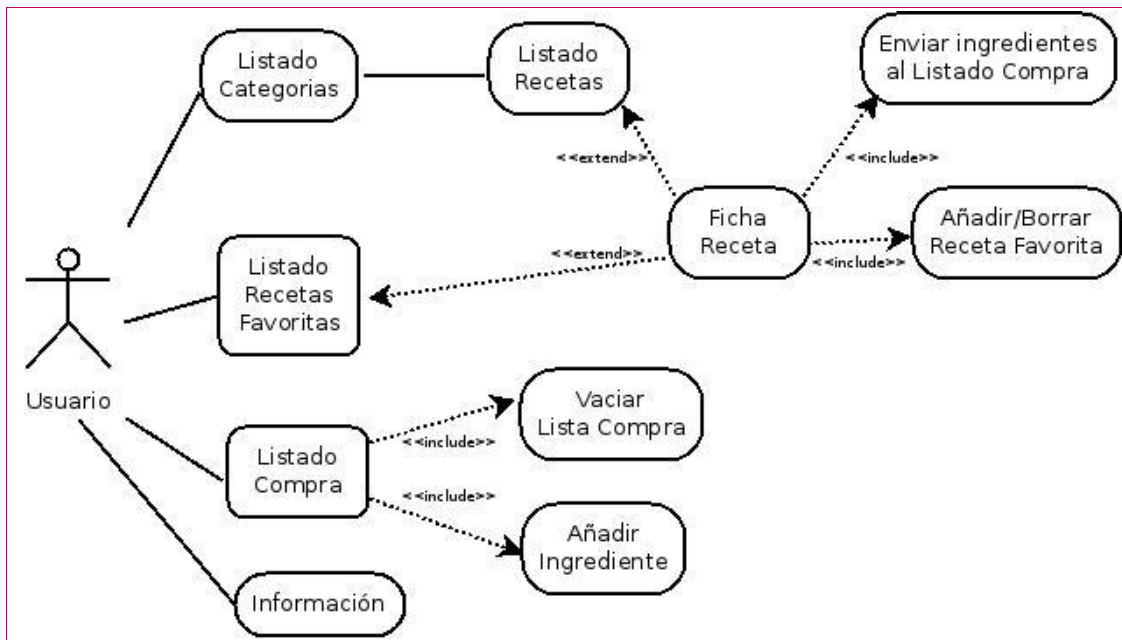 Listado
Categorias
Listado
Recetas
Enviar ingredientes
al Listado Compra
<<extend>>
<<include>>
Ficha
Receta
Añadir/Borrar
Receta Favorita
<<extend>>
<<include>>
Listado
Recetas
Favoritas
Usuario
Vaciar
Lista Compra
<<include>>
Listado
Compra
<<include>>
Añadir
Ingrediente
Información